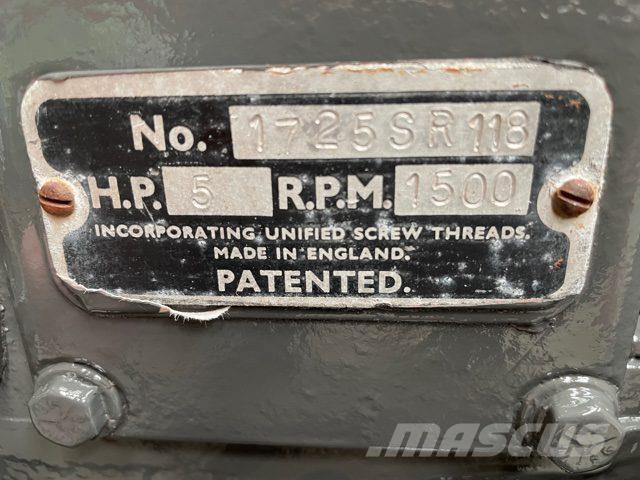 No. 1725SR118
H.P. 5 R.P.M. 1500
INCORPORATING UNIFIED SCREW THREADS.
MADE IN ENGLAND.
PATENTED.
MASCUS